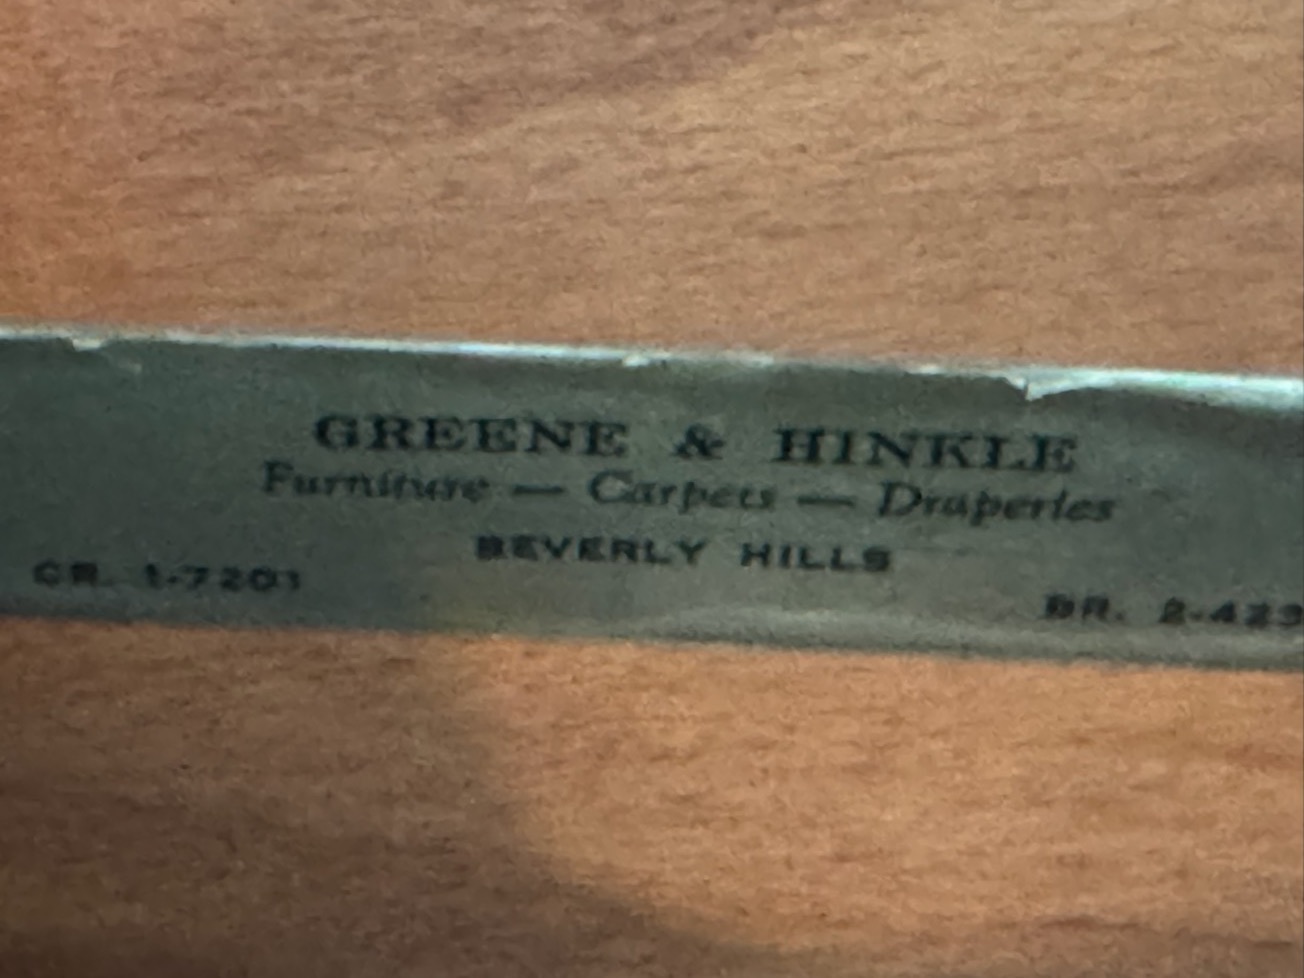 GREENE & HINKLE
Furniture — Carpets — Draperies
BEVERLY HILLS
CR. 1-7201
BR. 2-423